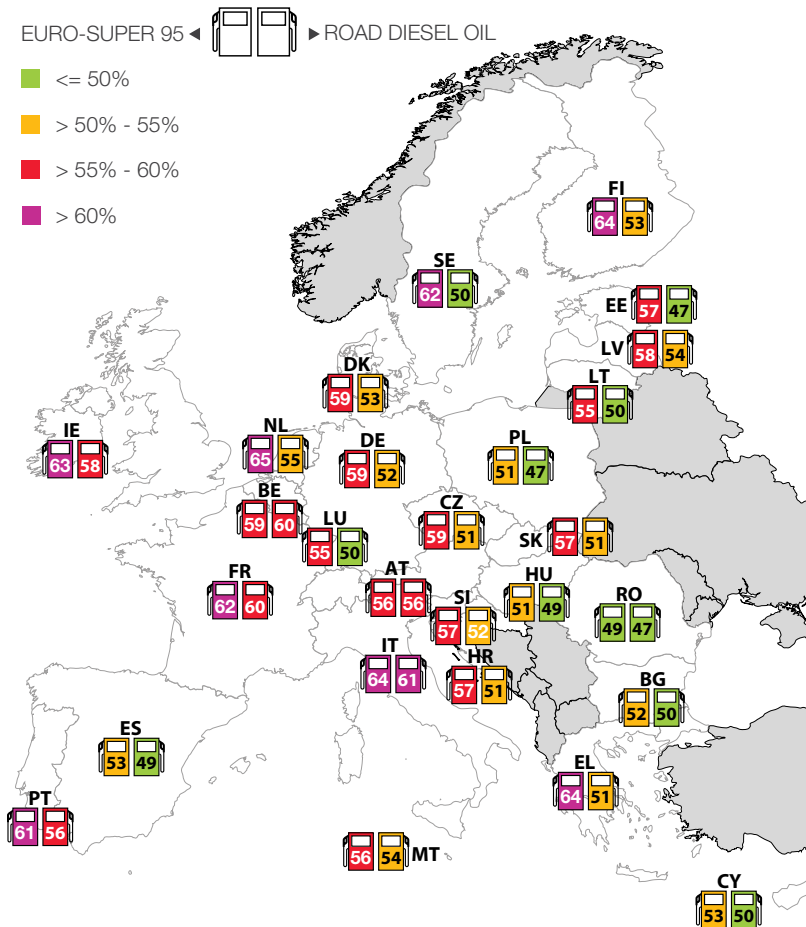 EURO-SUPER 95 ROAD DIESEL OIL
<= 50%
> 50% - 55%
> 55% - 60%
> 60%
FI
64 53
SE
62 50
EE 57 47
LV 58 54
DK
59 53
LT
55 50
IE
63 58
NL
65 55
DE
59 52
PL
51 47
BE
59 60
LU
55 50
CZ
59 51
SK 57 51
FR
62 60
AT
56 56
HU
51 49
RO
49 47
SI
57 52
IT
64 61
HR
57 51
BG
52 50
ES
53 49
EL
64 51
PT
61 56
56 54 MT
CY
53 50